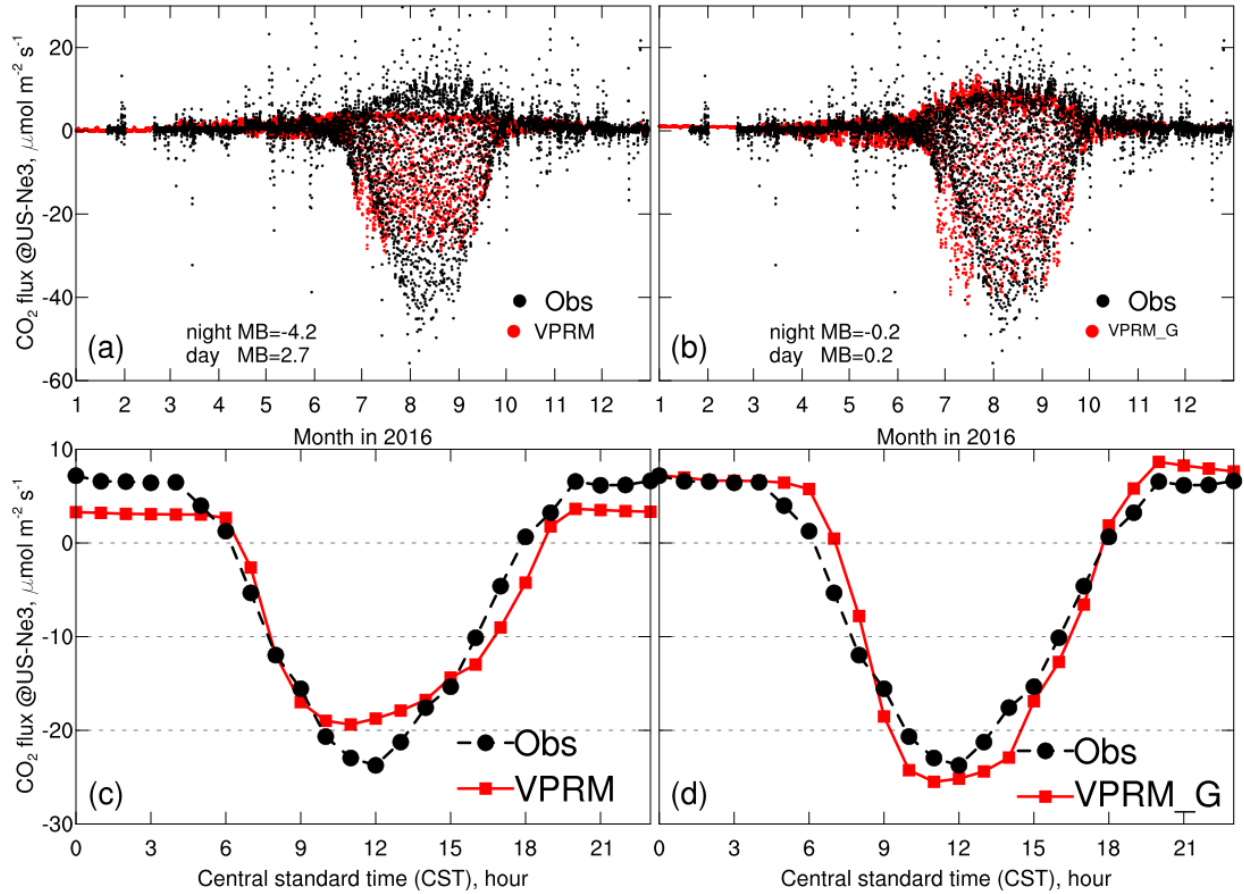 CO2 flux @US-Ne3, μmol m-2 s-1
20
0
-20
-40
-60
(a)
night MB=-4.2
day MB=2.7
Obs
VPRM
1 2 3 4 5 6 7 8 9 10 11 12
Month in 2016
(b)
night MB=-0.2
day MB=0.2
Obs
VPRM_G
1 2 3 4 5 6 7 8 9 10 11 12
Month in 2016
CO2 flux @US-Ne3, μmol m-2 s-1
10
0
-10
-20
-30
(c)
Obs
VPRM
0 3 6 9 12 15 18 21
Central standard time (CST), hour
(d)
Obs
VPRM_G
0 3 6 9 12 15 18 21
Central standard time (CST), hour